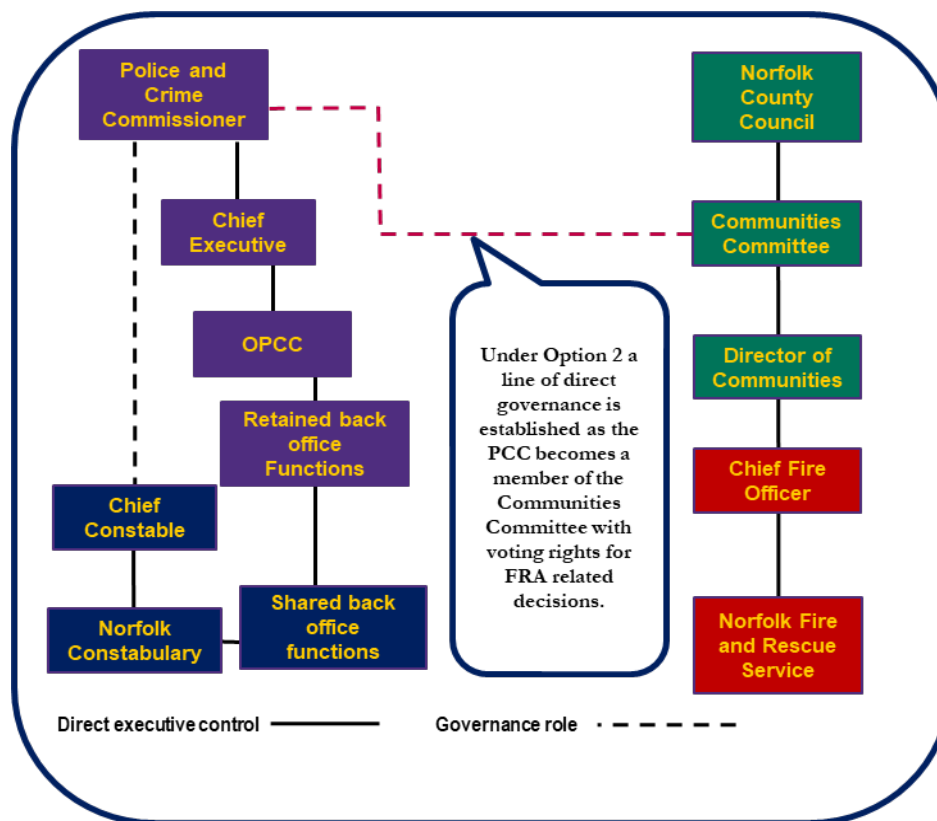 Police and
Crime
Commissioner
Norfolk
County
Council
Chief
Executive
Communities
Committee
OPCC
Director of
Communities
Retained back
office
Functions
Under Option 2 a
line of direct
governance is
established as the
PCC becomes a
member of the
Communities
Committee with
voting rights for
FRA related
decisions.
Chief Fire
Officer
Chief
Constable
Shared back
office
functions
Norfolk
Constabulary
Norfolk Fire
and Rescue
Service
Direct executive control
Governance role